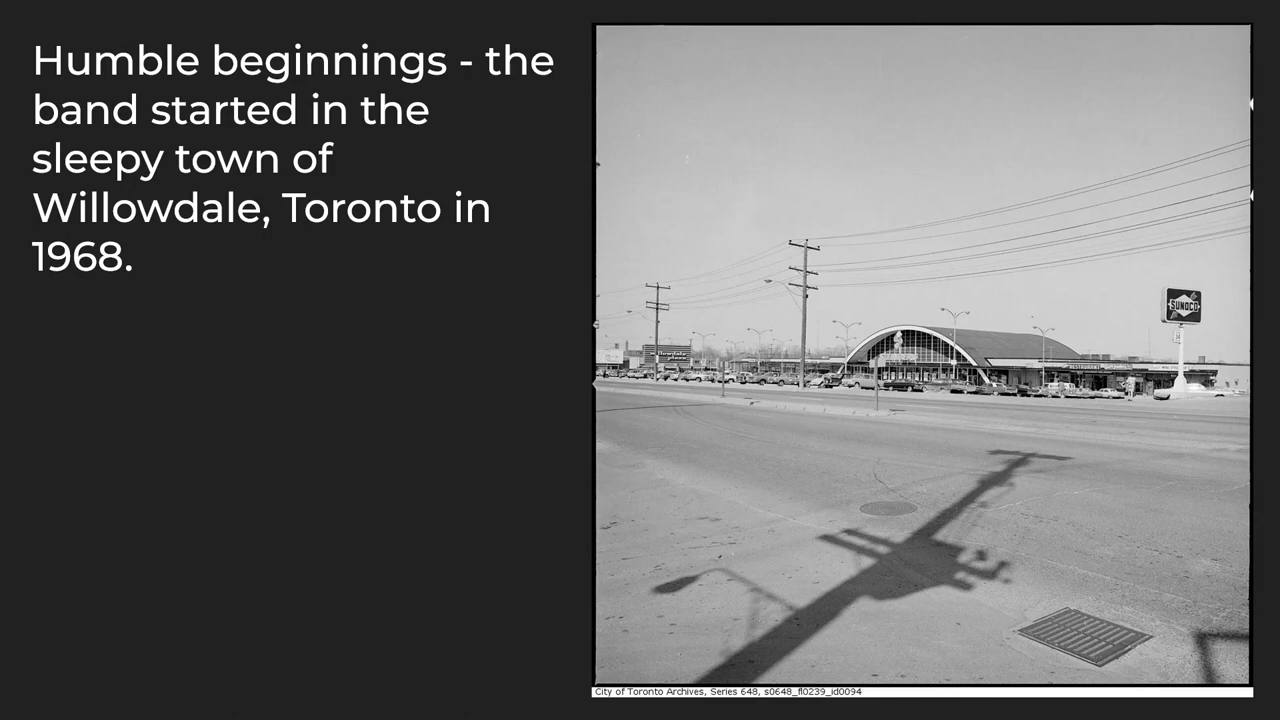 Humble beginnings - the
band started in the
sleepy town of
Willowdale, Toronto in
1968.
SUNOCO
RESTAURANT
City of Toronto Archives, Series 648, s0648_fl0239_id0094